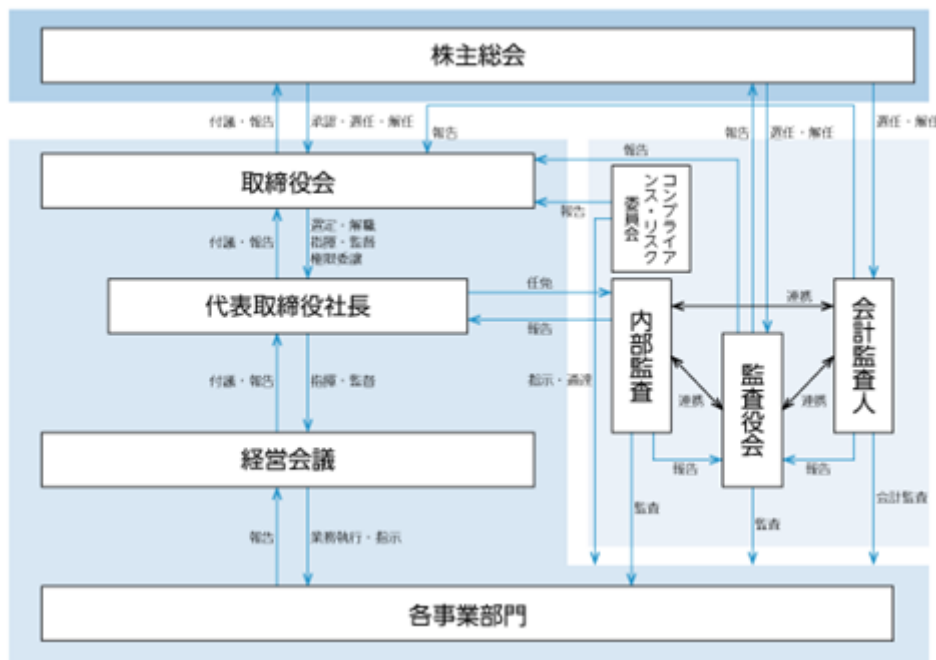 株主総会
付議・報告
承認・選任・解任
報告
報告
選任・解任
選任・解
取締役会
報告
報告
コンプライア
ンス・リスク
委員会
付議・報告
選定・解職
指揮・監督
権限委譲
代表取締役社長
任免
報告
連携
内部監査
監査役会
会計監査人
付議・報告
指揮・監督
指示・通達
連携
連携
経営会議
報告
報告
会計監査
監査
監査
報告
業務執行・指示
各事業部門